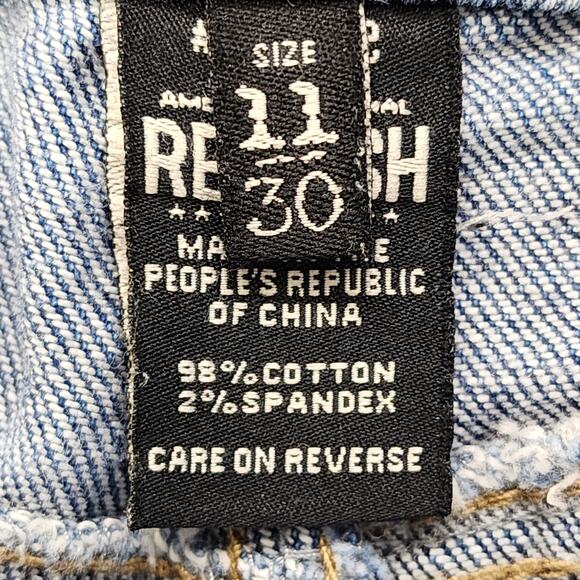 SIZE
11
30
PEOPLE'S REPUBLIC
OF CHINA
98% COTTON
2% SPANDEX
CARE ON REVERSE